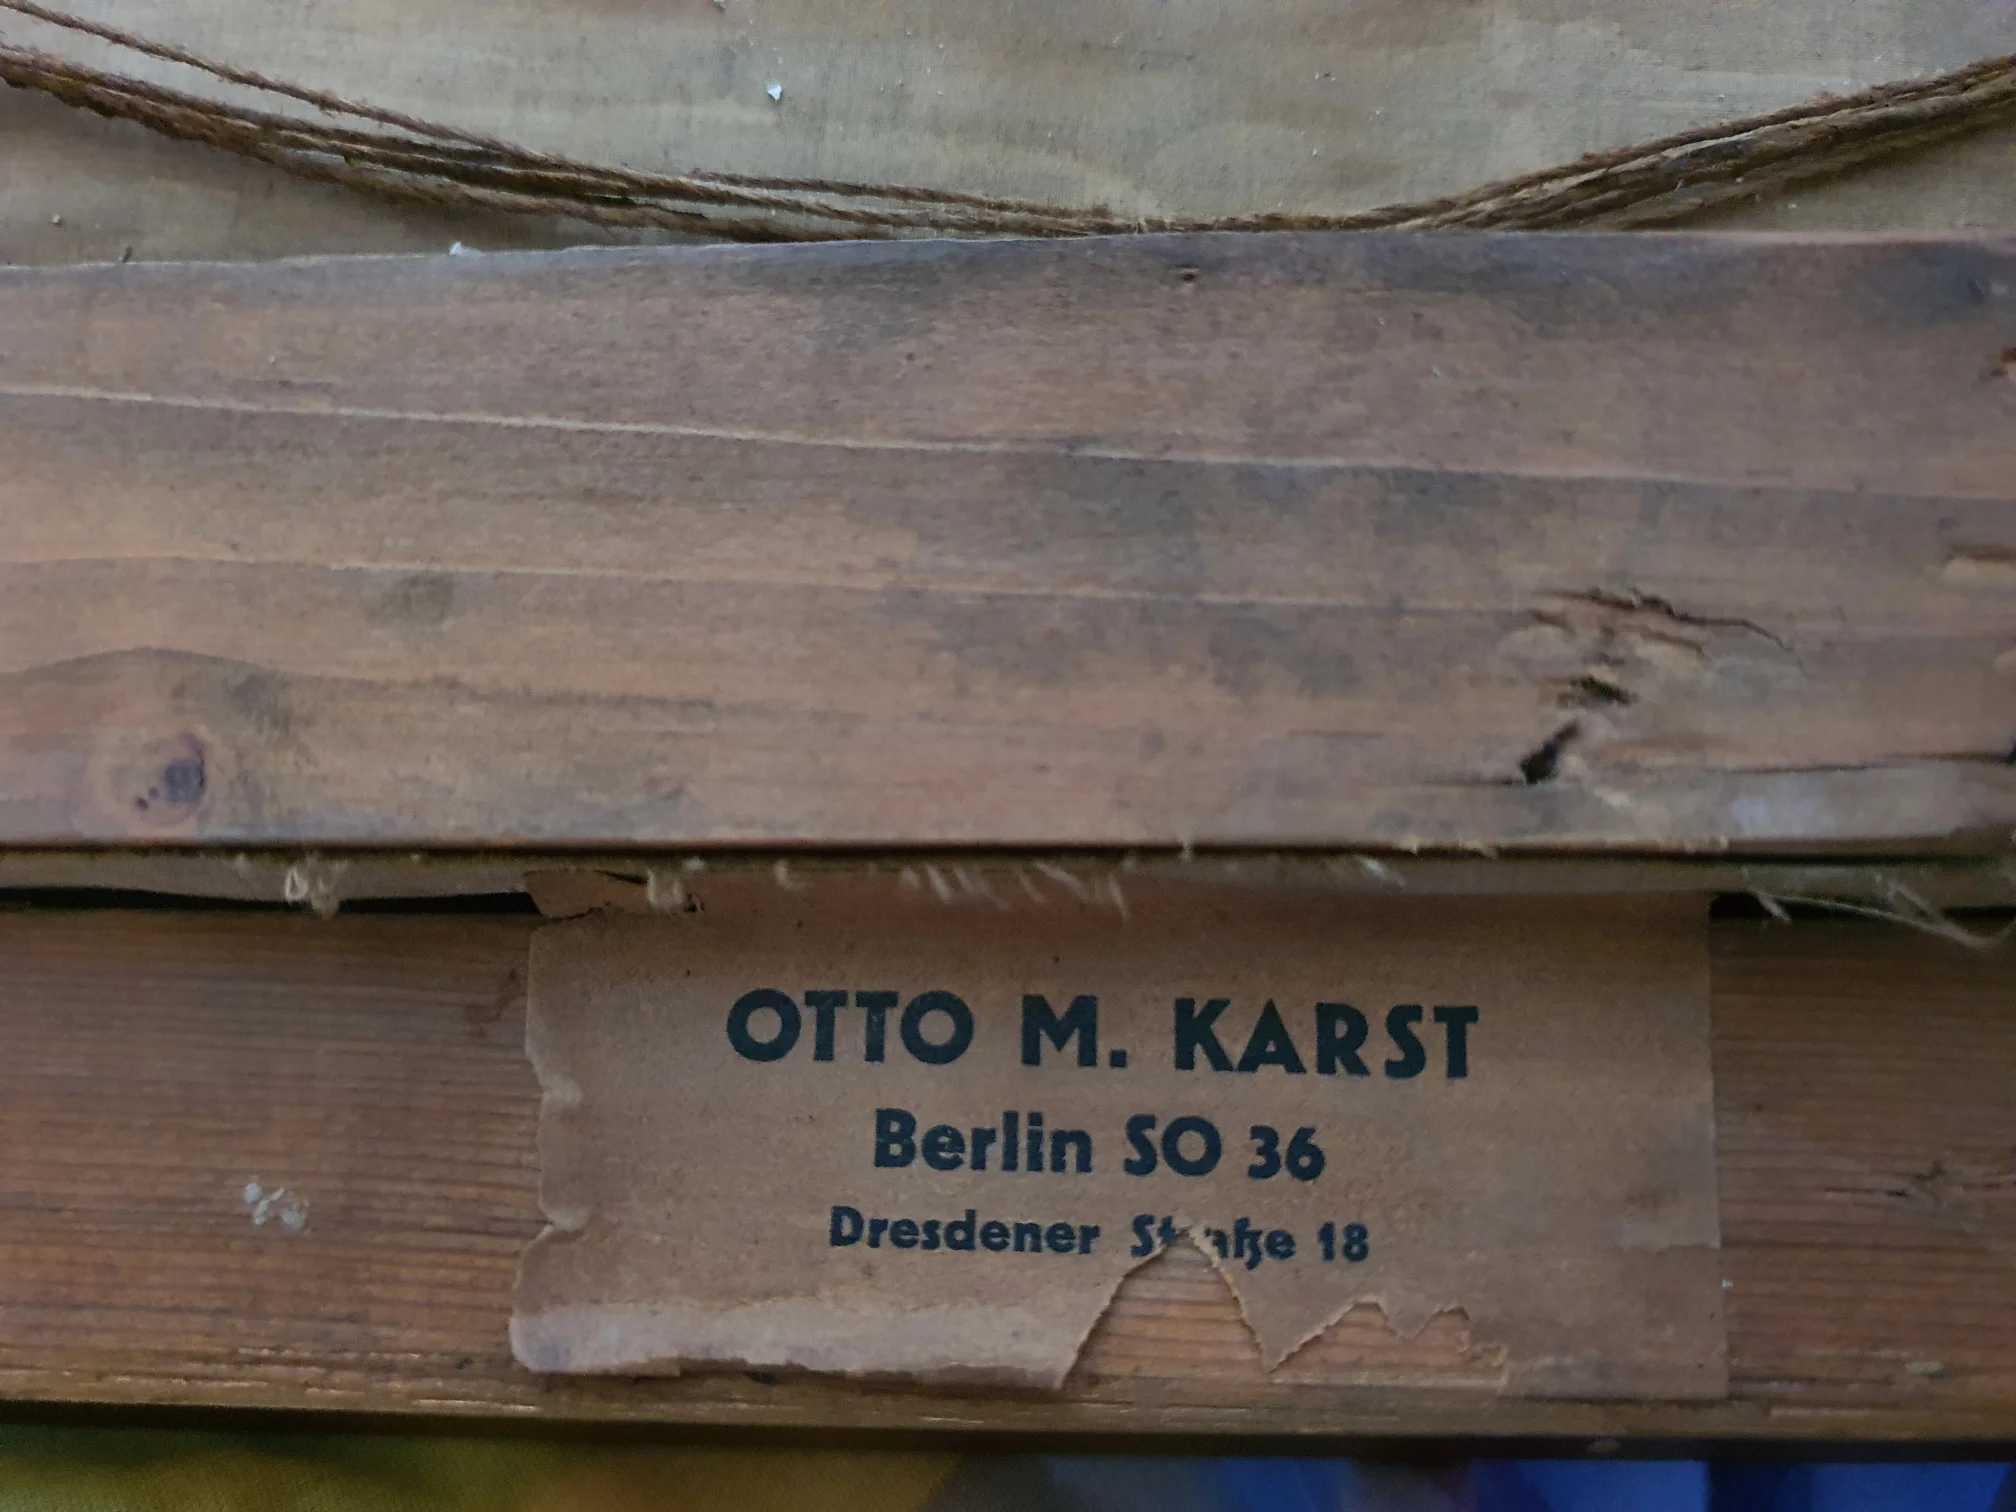 OTTO M. KARST
Berlin SO 36
Dresdener Straße 18